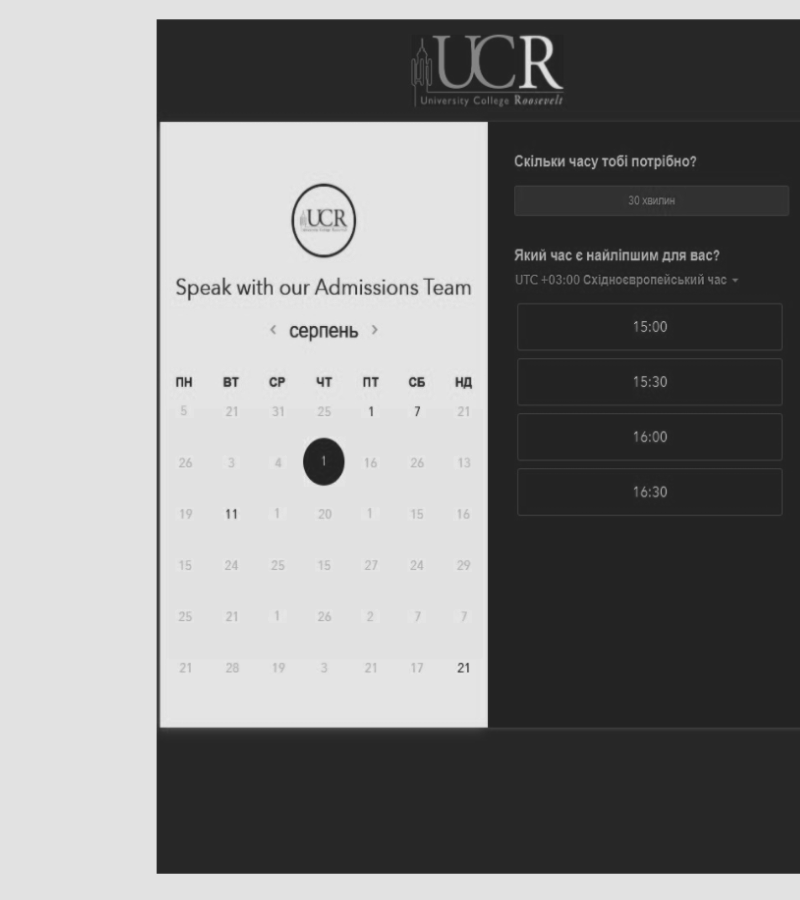 UCR
University College Roosevelt
UCR
Speak with our Admissions Team
‹ серпень ›
ПН ВТ СР ЧТ ПТ СБ НД
5 21 31 25 1 7 21
26 3 4 1 16 26 13
19 11 1 20 1 15 16
15 24 25 15 27 24 29
25 21 1 26 2 7 7
21 28 19 3 21 17 21
Скільки часу тобі потрібно?
30 хвилин
Який час є найліпшим для вас?
UTC +03:00 Східноєвропейський час
15:00
15:30
16:00
16:30